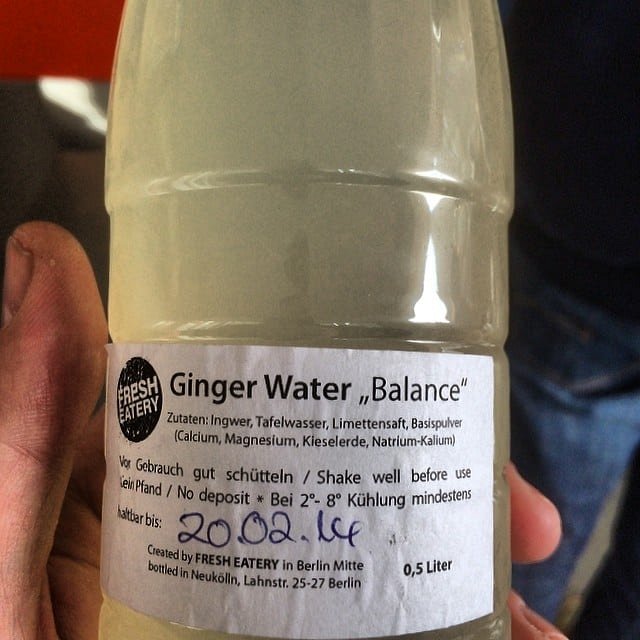 FRESH
EATERY
Ginger Water „Balance“
Zutaten: Ingwer, Tafelwasser, Limettensaft, Basispulver
(Calcium, Magnesium, Kieselerde, Natrium-Kalium)
Vor Gebrauch gut schütteln / Shake well before use
Kein Pfand / No deposit * Bei 2°- 8° Kühlung mindestens
haltbar bis: 20.02.14
Created by FRESH EATERY in Berlin Mitte
bottled in Neukölln, Lahnstr. 25-27 Berlin
0,5 Liter